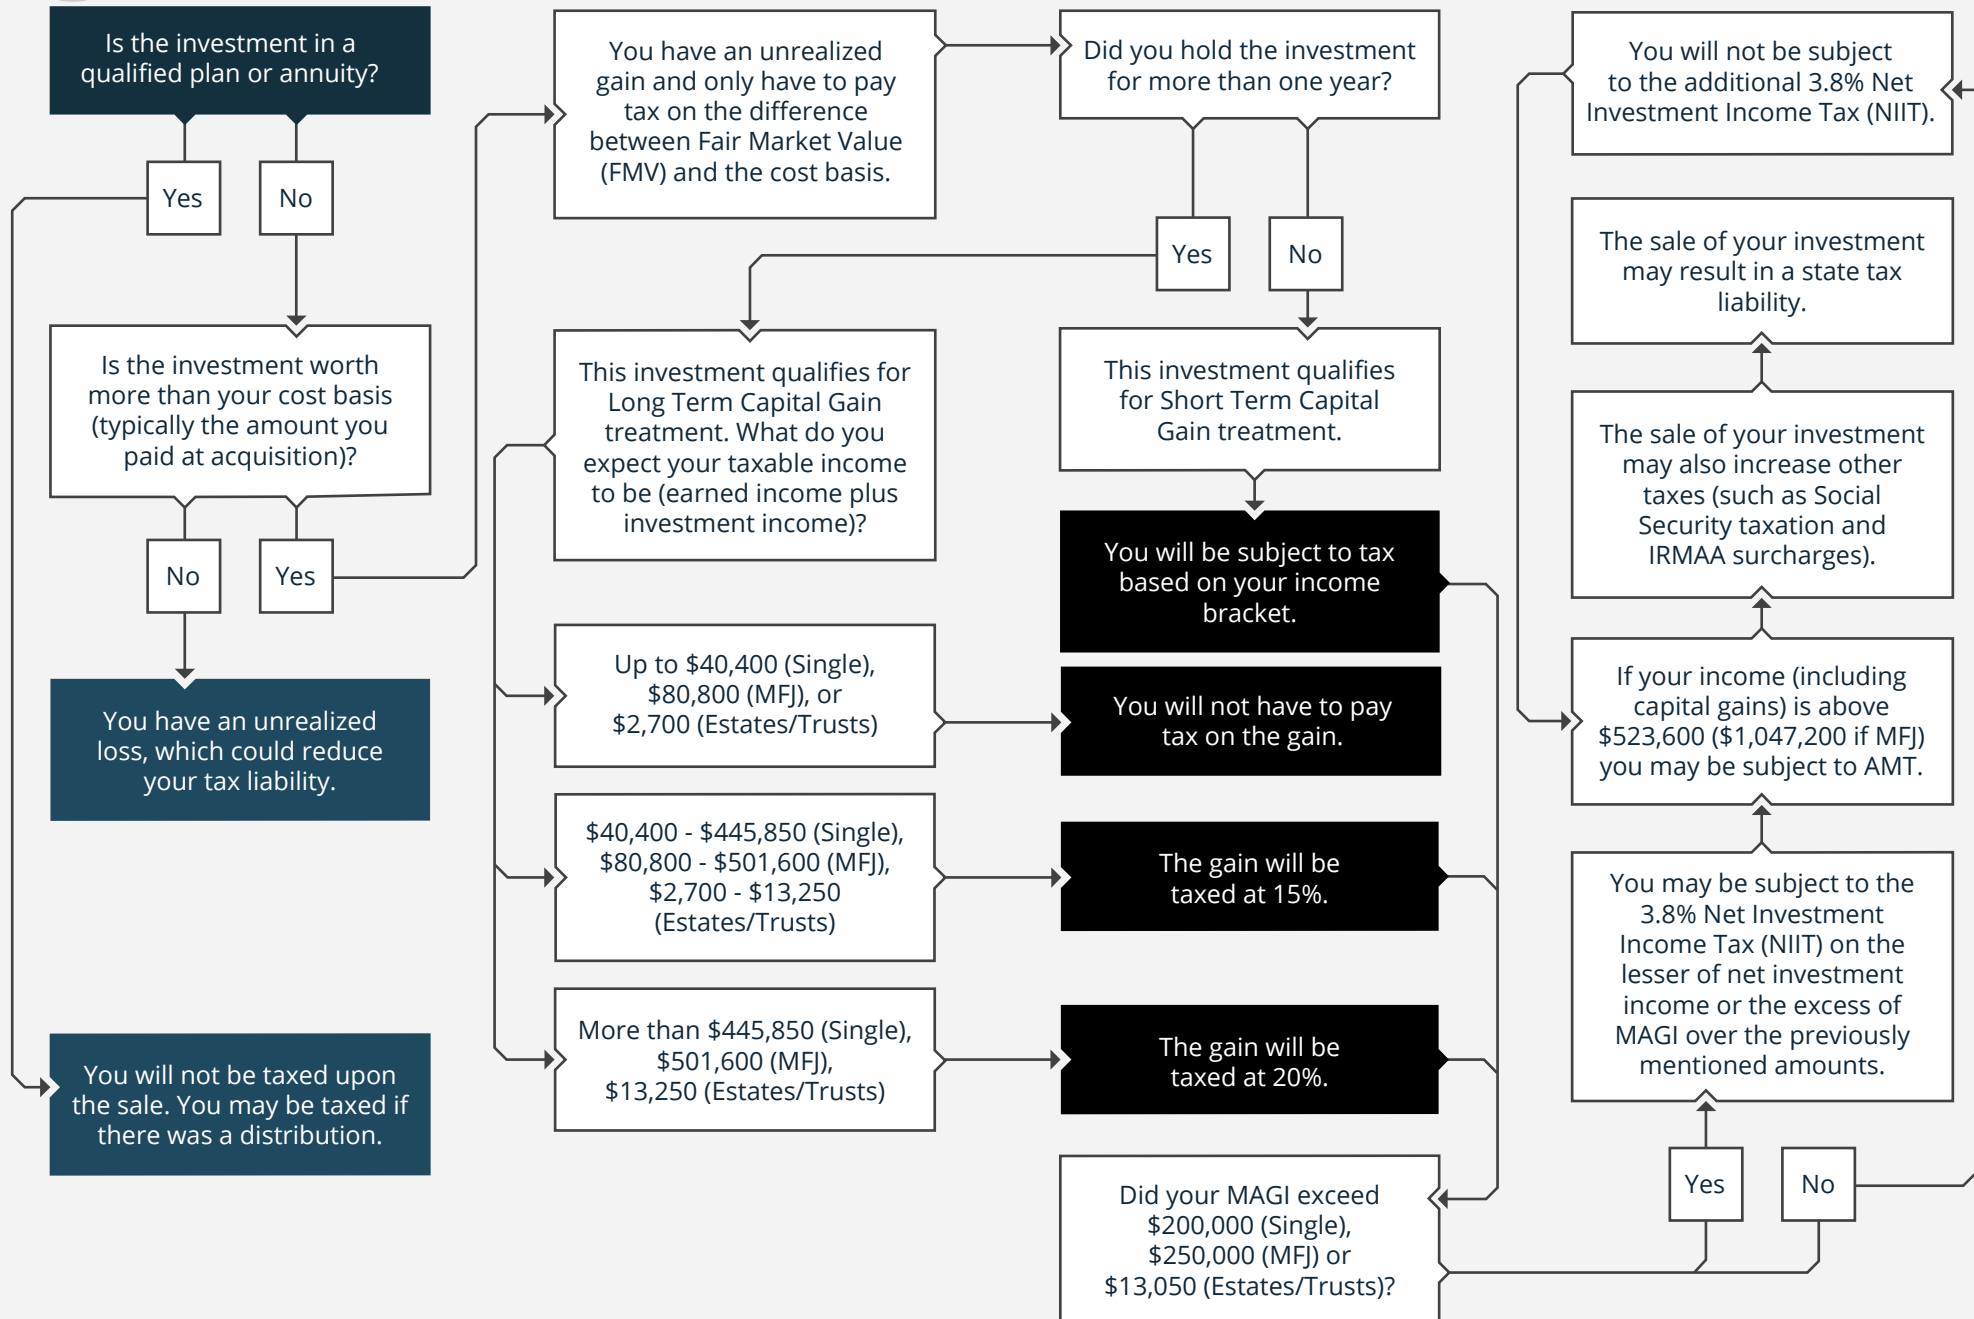 Is the investment in a
qualified plan or annuity?
Yes
No
Is the investment worth
more than your cost basis
(typically the amount you
paid at acquisition)?
No
Yes
You have an unrealized
loss, which could reduce
your tax liability.
You will not be taxed upon
the sale. You may be taxed if
there was a distribution.
You have an unrealized
gain and only have to pay
tax on the difference
between Fair Market Value
(FMV) and the cost basis.
Did you hold the investment
for more than one year?
Yes
No
This investment qualifies for
Long Term Capital Gain
treatment. What do you
expect your taxable income
to be (earned income plus
investment income)?
This investment qualifies
for Short Term Capital
Gain treatment.
You will be subject to tax
based on your income
bracket.
Up to $40,400 (Single),
$80,800 (MFJ), or
$2,700 (Estates/Trusts)
You will not have to pay
tax on the gain.
$40,400 - $445,850 (Single),
$80,800 - $501,600 (MFJ),
$2,700 - $13,250
(Estates/Trusts)
The gain will be
taxed at 15%.
More than $445,850 (Single),
$501,600 (MFJ),
$13,250 (Estates/Trusts)
The gain will be
taxed at 20%.
Did your MAGI exceed
$200,000 (Single),
$250,000 (MFJ) or
$13,050 (Estates/Trusts)?
Yes
No
You will not be subject
to the additional 3.8% Net
Investment Income Tax (NIIT).
The sale of your investment
may result in a state tax
liability.
The sale of your investment
may also increase other
taxes (such as Social
Security taxation and
IRMAA surcharges).
If your income (including
capital gains) is above
$523,600 ($1,047,200 if MFJ)
you may be subject to AMT.
You may be subject to the
3.8% Net Investment
Income Tax (NIIT) on the
lesser of net investment
income or the excess of
MAGI over the previously
mentioned amounts.